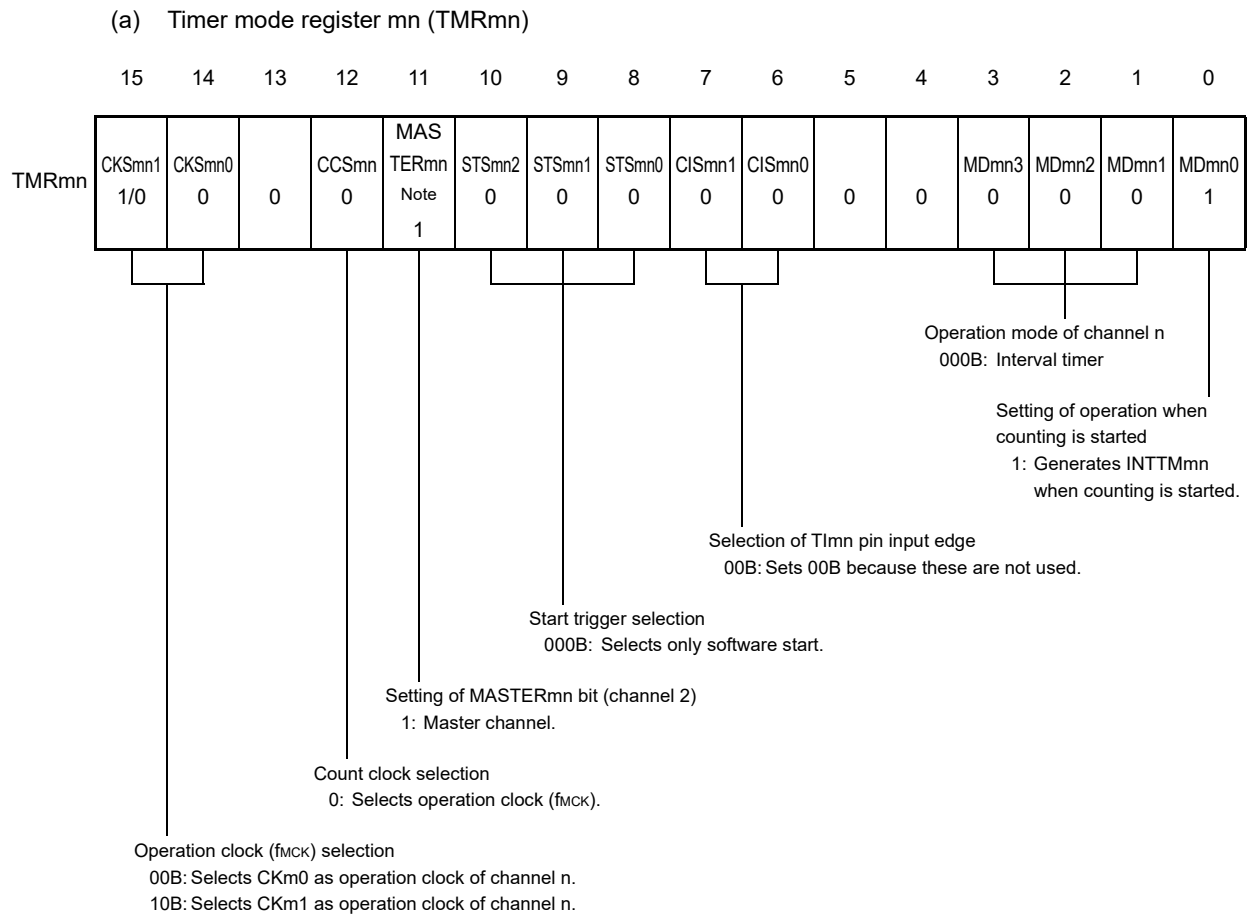 (a) Timer mode register mn (TMRmn)
15 14 13 12 11 10 9 8 7 6 5 4 3 2 1 0
MAS
TMRmn CKSmn1 CKSmn0 CCSmn TERmn STSmn2 STSmn1 STSmn0 CISmn1 CISmn0 MDmn3 MDmn2 MDmn1 MDmn0
1/0 0 0 0 Note 0 0 0 0 0 0 0 0 0 0 1
1
Operation mode of channel n
000B: Interval timer
Setting of operation when
counting is started
1: Generates INTTMmn
when counting is started.
Selection of TImn pin input edge
00B: Sets 00B because these are not used.
Start trigger selection
000B: Selects only software start.
Setting of MASTERmn bit (channel 2)
1: Master channel.
Count clock selection
0: Selects operation clock (fMCK).
Operation clock (fMCK) selection
00B: Selects CKm0 as operation clock of channel n.
10B: Selects CKm1 as operation clock of channel n.